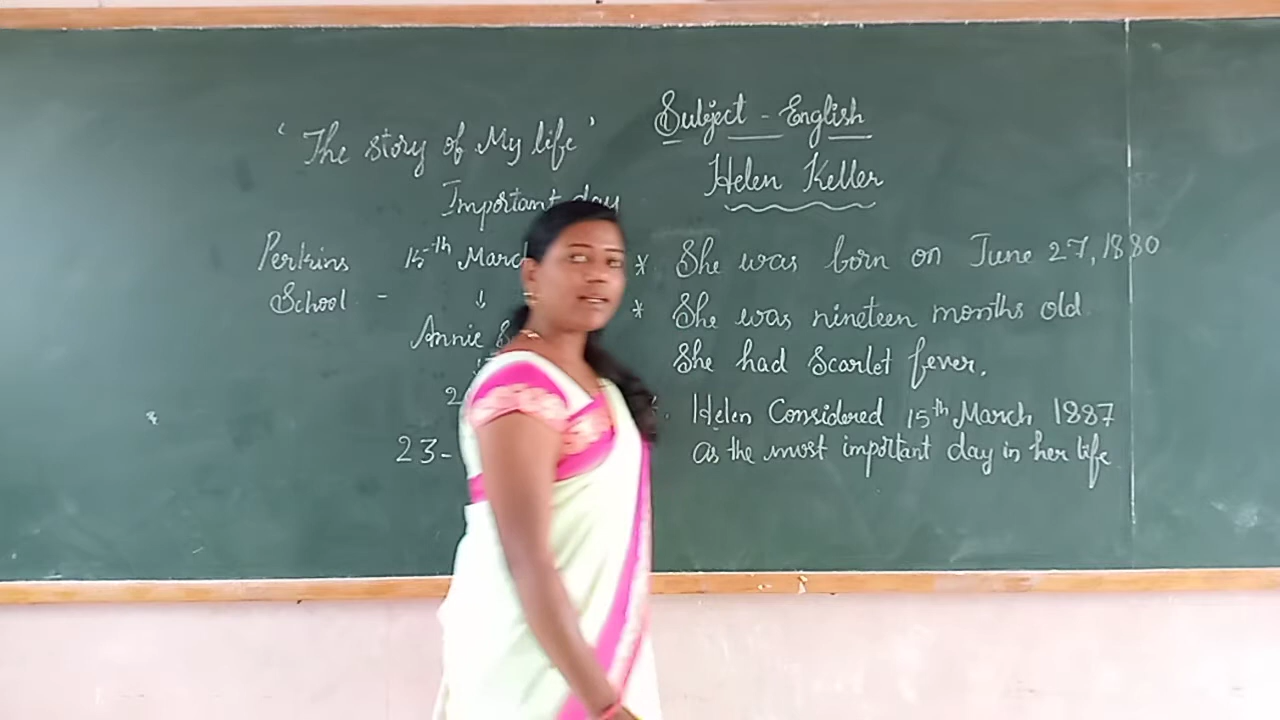 'The story of My life'
Important day
Perkins
School -
15th March
↓
Annie
23-
Subject - English
Helen Keller
* She was born on June 27, 1880
* She was nineteen months old
She had Scarlet fever.
Helen Considered 15th March 1887
as the most important day in her life